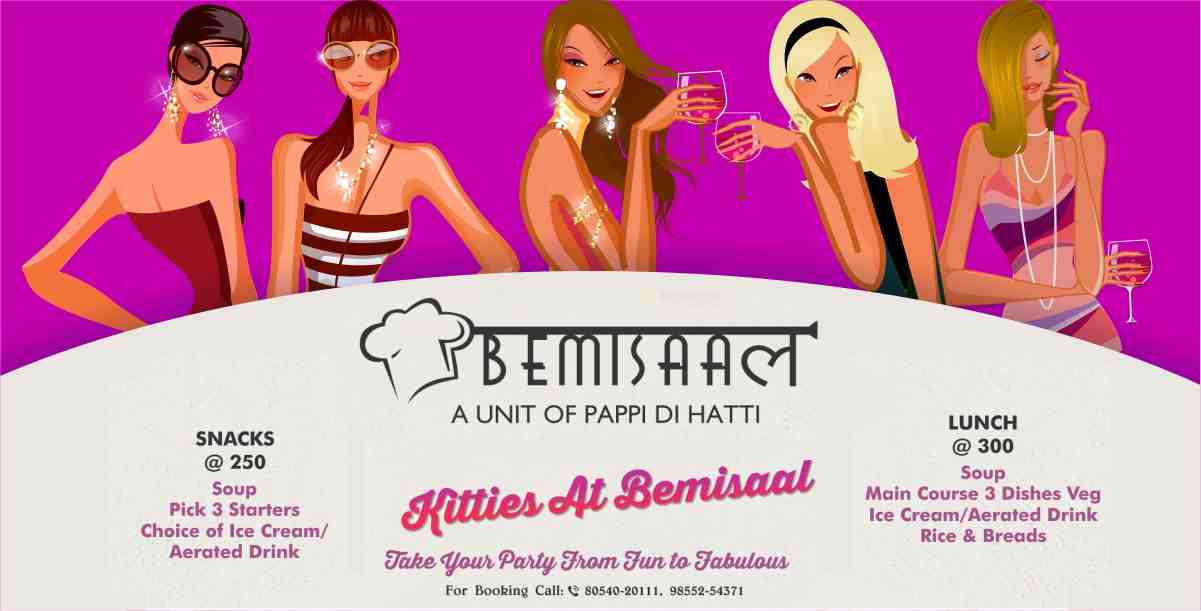 BEMISAAL
A UNIT OF PAPPI DI HATTI
SNACKS
@ 250
Soup
Pick 3 Starters
Choice of Ice Cream/
Aerated Drink
Kitties At Bemisaal
Take Your Party From Fun to Fabulous
For Booking Call: 80540-20111, 98552-54371
LUNCH
@ 300
Soup
Main Course 3 Dishes Veg
Ice Cream/Aerated Drink
Rice & Breads